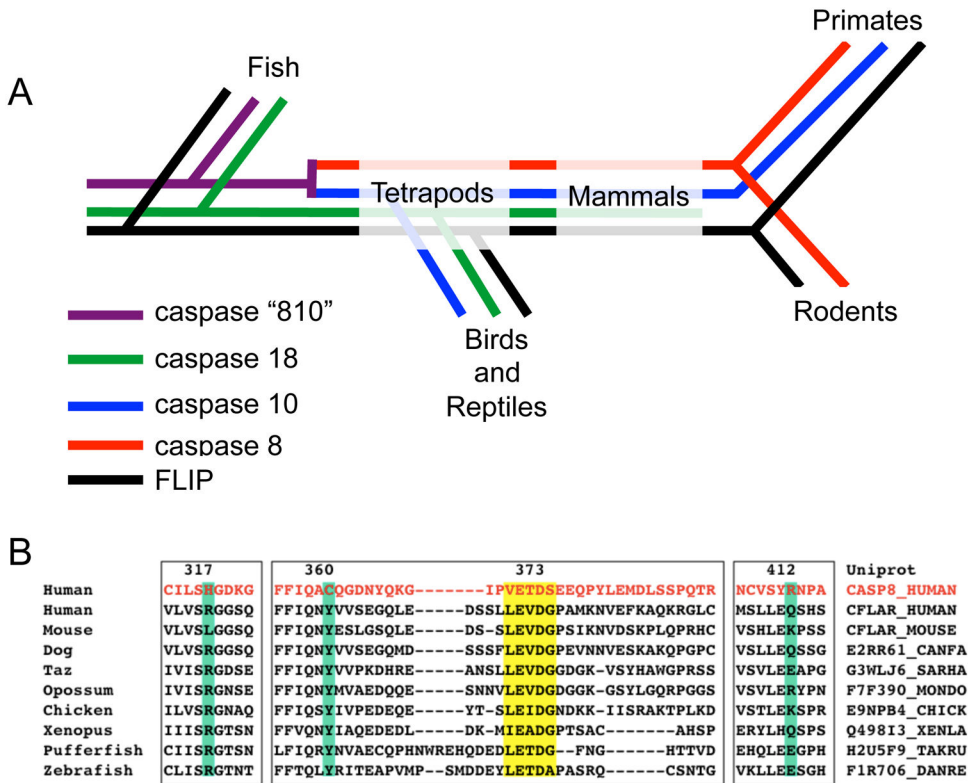 A
Fish
Primates
Tetrapods
Mammals
Birds
and
Reptiles
Rodents
caspase “810”
caspase 18
caspase 10
caspase 8
FLIP
B
317 360 373 412 Uniprot
Human CILSHGDKG FFIQACQGDNYQKG-------IPVETDSEEQPYLEMDLSSPQTR NCVSYRNPA CASP8_HUMAN
Human VLVSRGGSQ FFIQNYVVSEGQLE-----DSSLLEVDGPAMKNVEFKAQKRGLC MSLLEQSHS CFLAR_HUMAN
Mouse VLVSLGGSQ FFIQNYESLGSQLE-----DS-SLEVDGPSIKNVDSKPLQPRHC VSHLEKPSS CFLAR_MOUSE
Dog VLVSRGGSQ FFIQNYVVSEGQMD-----SSSFLEVDGPEVNNVESKAKQPGPC VSLLEQSSG E2RR61_CANFA
Taz IVISRGDSE FFIQNYVVPKDHRE-----ANSFLEVDGGDGK-VSYHAWGPRSS VSVLEEAPG G3WLJ6_SARHA
Opossum IVISRGNSE FFIQNYMVAEDQQE-----SNNVLEVDGDGGK-GSYLGQRPGGS VSVLERYPN F7F390_MONDO
Chicken ILVSRGNAQ FFIQSYIVPEDEQE-----YT-SLEIDGNDKK-IISRAKTPLKD VSTLEKSPR E9NPB4_CHICK
Xenopus IIISRGTSN FFVQNYVIAQEDEDL----DK-MIEADGPTSAC------AHSP ERYLHQSPS Q498I3_XENLA
Pufferfish CIISRGTSN LFIQRYNVAECQPHNWREHQDEDLETDG--FNG-----HTTVD EHQLEEGPH H2U5F9_TAKRU
Zebrafish CLISRGTNT FFTQLYRITEAPVMP-SMDDEYLETDAPASRQ------CSTND VKLLEESGH F1R706_DANRE